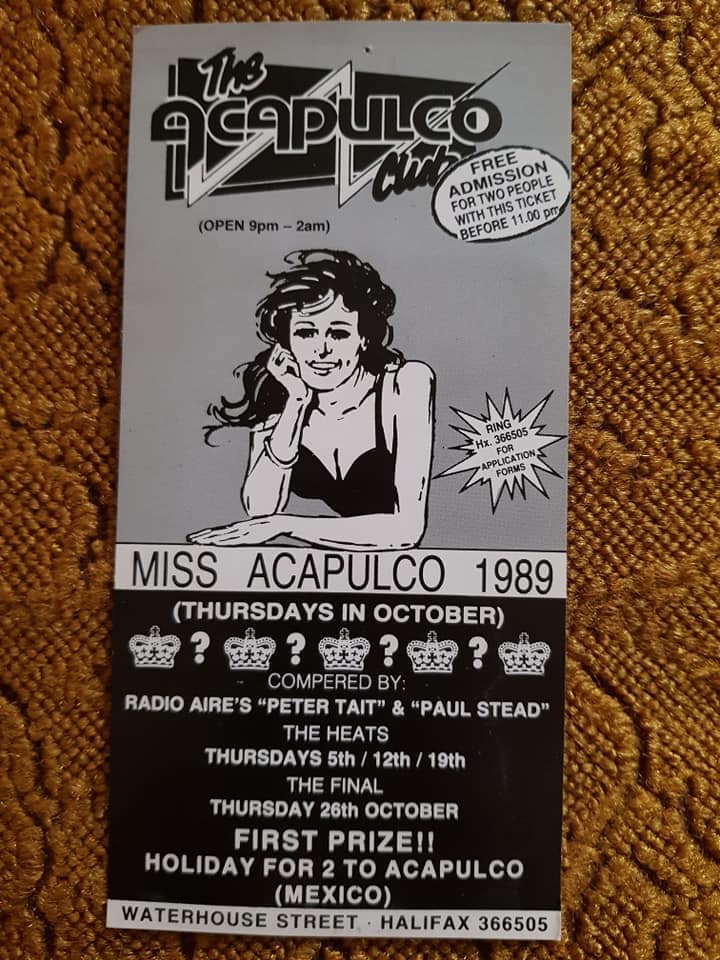 The
ACAPULCO
Club
FREE
ADMISSION
FOR TWO PEOPLE
WITH THIS TICKET
BEFORE 11.00 pm
(OPEN 9pm – 2am)
RING
Hx. 366505
FOR
APPLICATION
FORMS
MISS ACAPULCO 1989
(THURSDAYS IN OCTOBER)
? ? ? ?
COMPERED BY:
RADIO AIRE'S "PETER TAIT" & "PAUL STEAD"
THE HEATS
THURSDAYS 5th / 12th / 19th
THE FINAL
THURSDAY 26th OCTOBER
FIRST PRIZE!!
HOLIDAY FOR 2 TO ACAPULCO
(MEXICO)
WATERHOUSE STREET · HALIFAX 366505